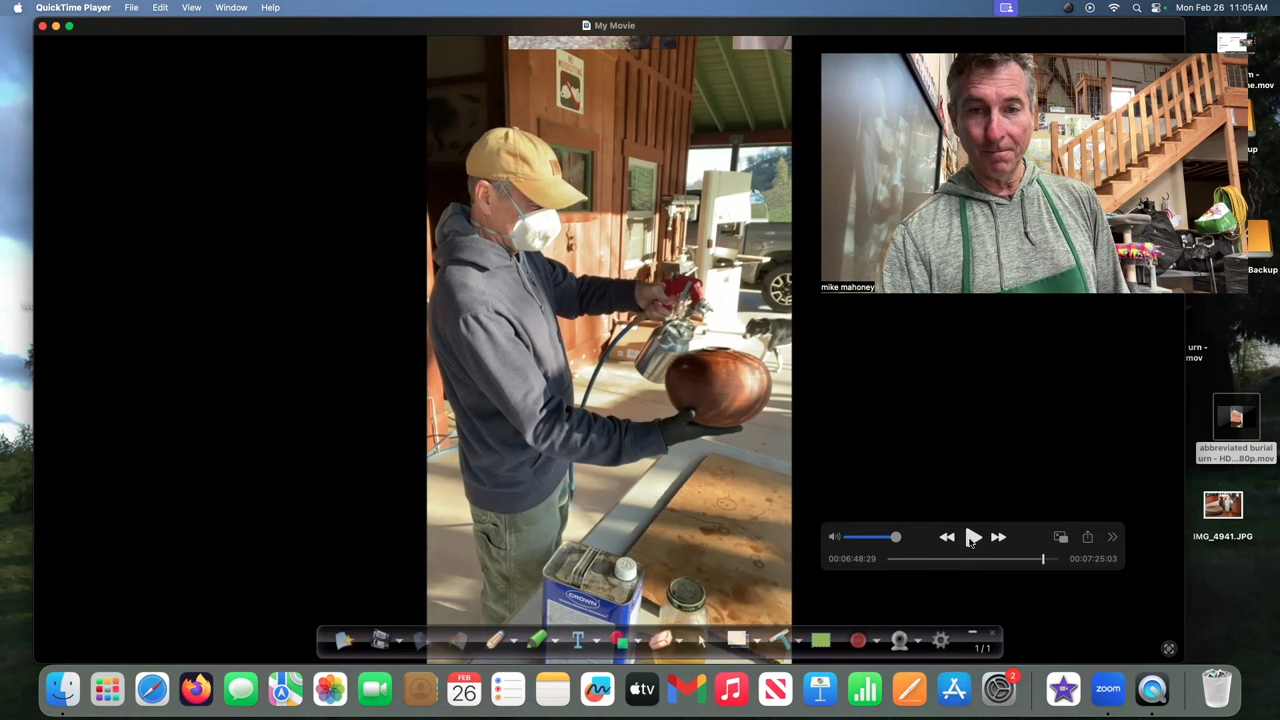 QuickTime Player File Edit View Window Help
Mon Feb 26 11:05 AM
My Movie
mike mahoney
Backup
abbreviated burial
urn - HD...80p.mov
IMG_4941.JPG
00:06:48:29
00:07:25:03
CROWN
1/1
FEB
26
tv
zoom
2